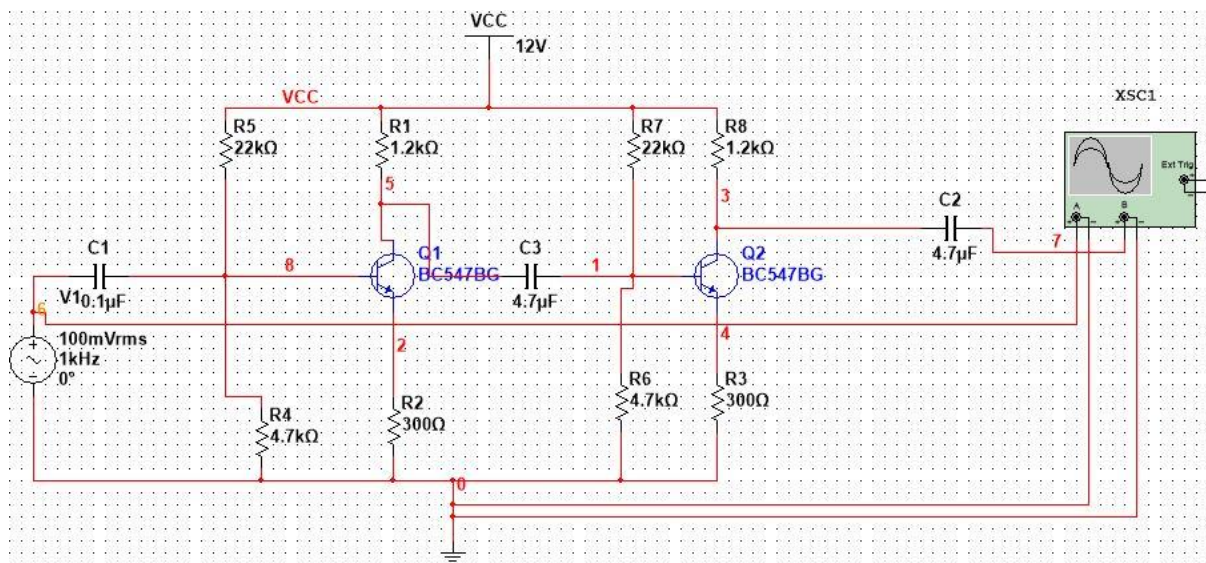 VCC
12V
VCC
XSC1
R5
22kΩ
R1
1.2kΩ
R7
22kΩ
R8
1.2kΩ
Ext Trig
+
-
A
B
+ -
+ -
5
3
C2
4.7µF
7
C1
0.1µF
8
Q1
BC547BG
C3
4.7µF
1
Q2
BC547BG
V1
6
100mVrms
1kHz
0°
2
4
R4
4.7kΩ
R2
300Ω
R6
4.7kΩ
R3
300Ω
0